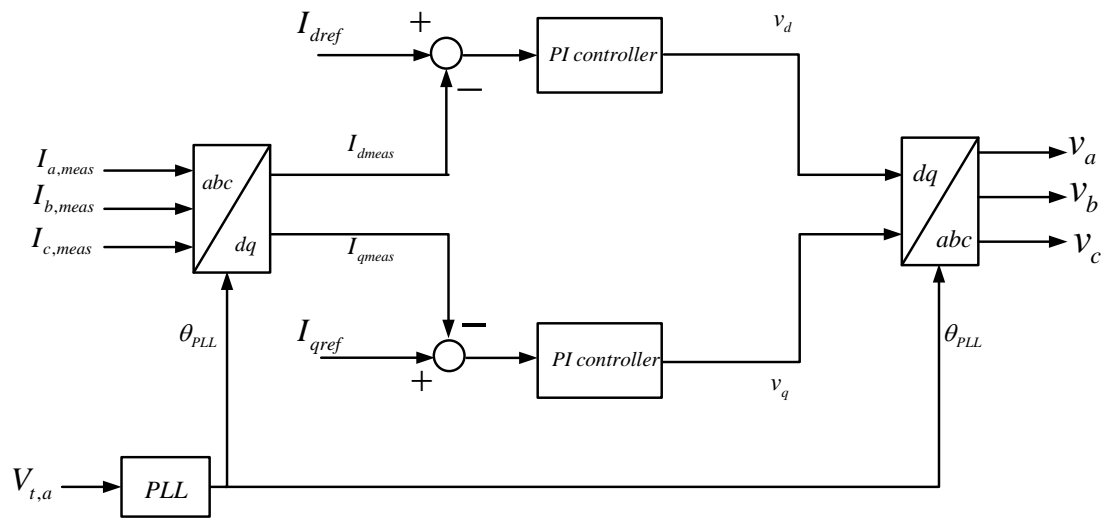 I_dref
+
PI controller
v_d
−
I_dmeas
I_a,meas
I_b,meas
I_c,meas
abc
dq
I_qmeas
dq
abc
v_a
v_b
v_c
θ_PLL
−
I_qref
+
PI controller
v_q
θ_PLL
V_t,a
PLL